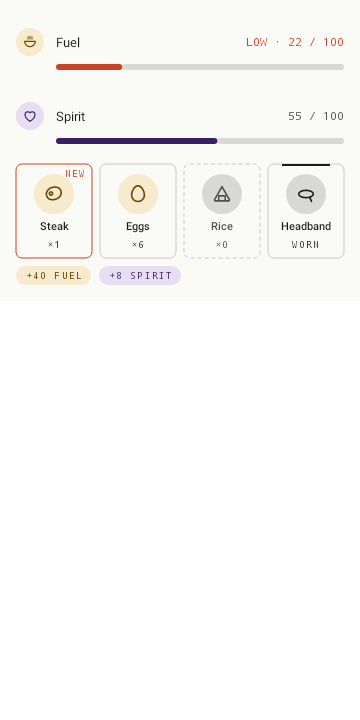 Fuel LOW · 22 / 100
Spirit 55 / 100
NEW
Steak Eggs Rice Headband
×1 ×6 ×0 WORN
+40 FUEL +8 SPIRIT